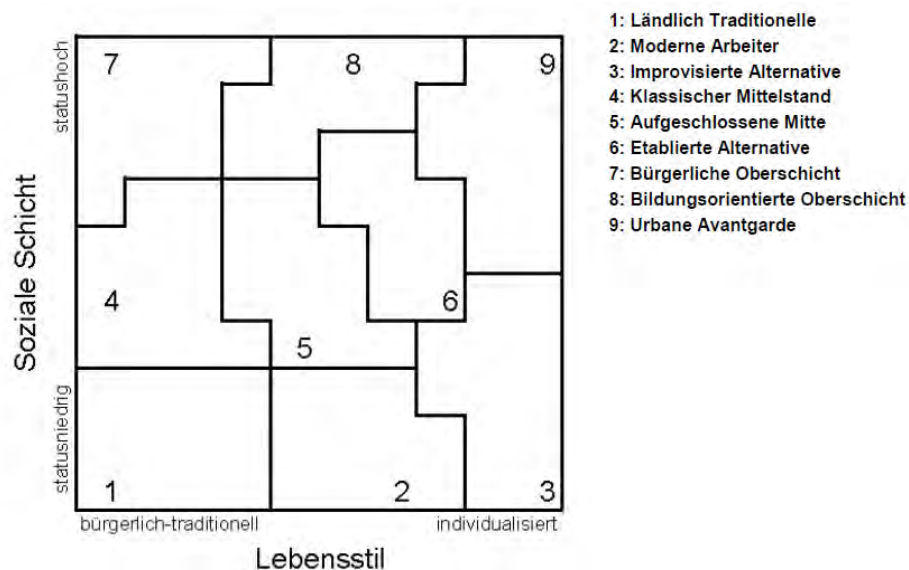 1: Ländlich Traditionelle
2: Moderne Arbeiter
3: Improvisierte Alternative
4: Klassischer Mittelstand
5: Aufgeschlossene Mitte
6: Etablierte Alternative
7: Bürgerliche Oberschicht
8: Bildungsorientierte Oberschicht
9: Urbane Avantgarde
Soziale Schicht
statushoch
statusniedrig
7
8
9
4
6
5
1
2
3
bürgerlich-traditionell
individualisiert
Lebensstil